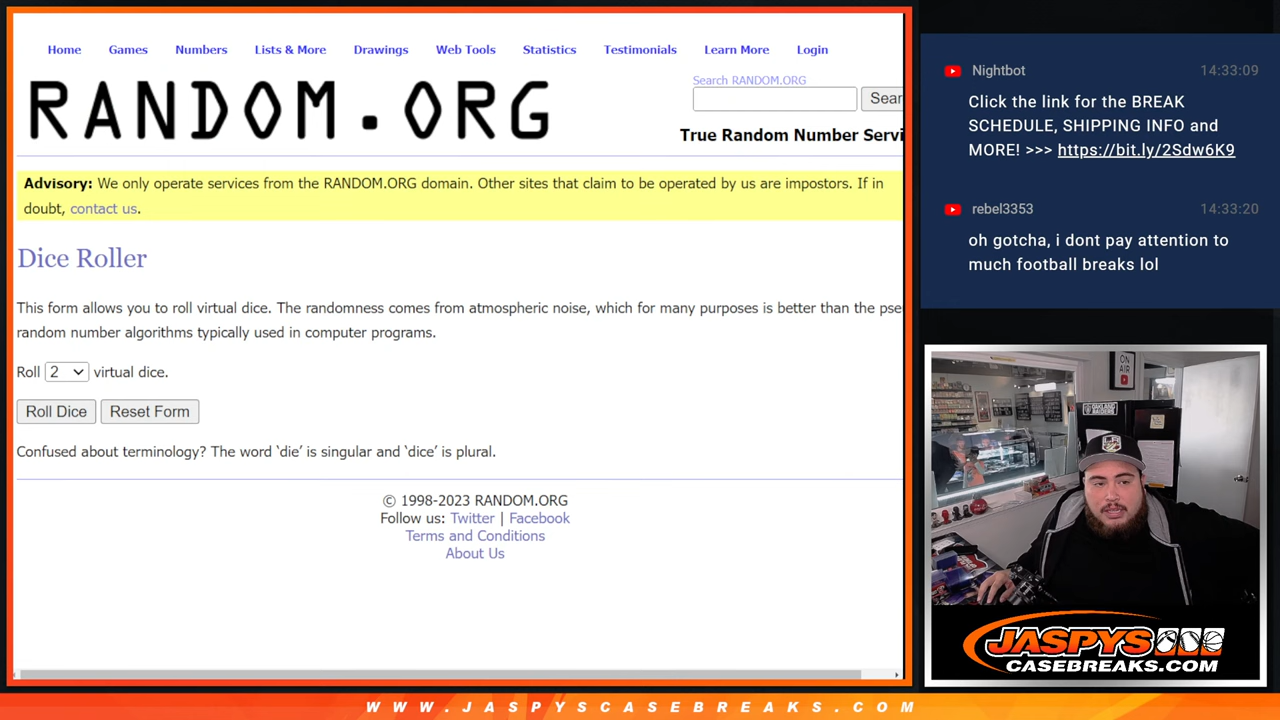 Home Games Numbers Lists & More Drawings Web Tools Statistics Testimonials Learn More Login
RANDOM.ORG
Search RANDOM.ORG
Sear
True Random Number Servi
Advisory: We only operate services from the RANDOM.ORG domain. Other sites that claim to be operated by us are impostors. If in
doubt, contact us.
Dice Roller
This form allows you to roll virtual dice. The randomness comes from atmospheric noise, which for many purposes is better than the pse
random number algorithms typically used in computer programs.
Roll 2 virtual dice.
Roll Dice Reset Form
Confused about terminology? The word ‘die’ is singular and ‘dice’ is plural.
© 1998-2023 RANDOM.ORG
Follow us: Twitter | Facebook
Terms and Conditions
About Us
Nightbot 14:33:09
Click the link for the BREAK
SCHEDULE, SHIPPING INFO and
MORE! >>> https://bit.ly/2Sdw6K9
rebel3353 14:33:20
oh gotcha, i dont pay attention to
much football breaks lol
ON
AIR
JASPYS
CASEBREAKS.COM
WWW.JASPYSCASEBREAKS.COM